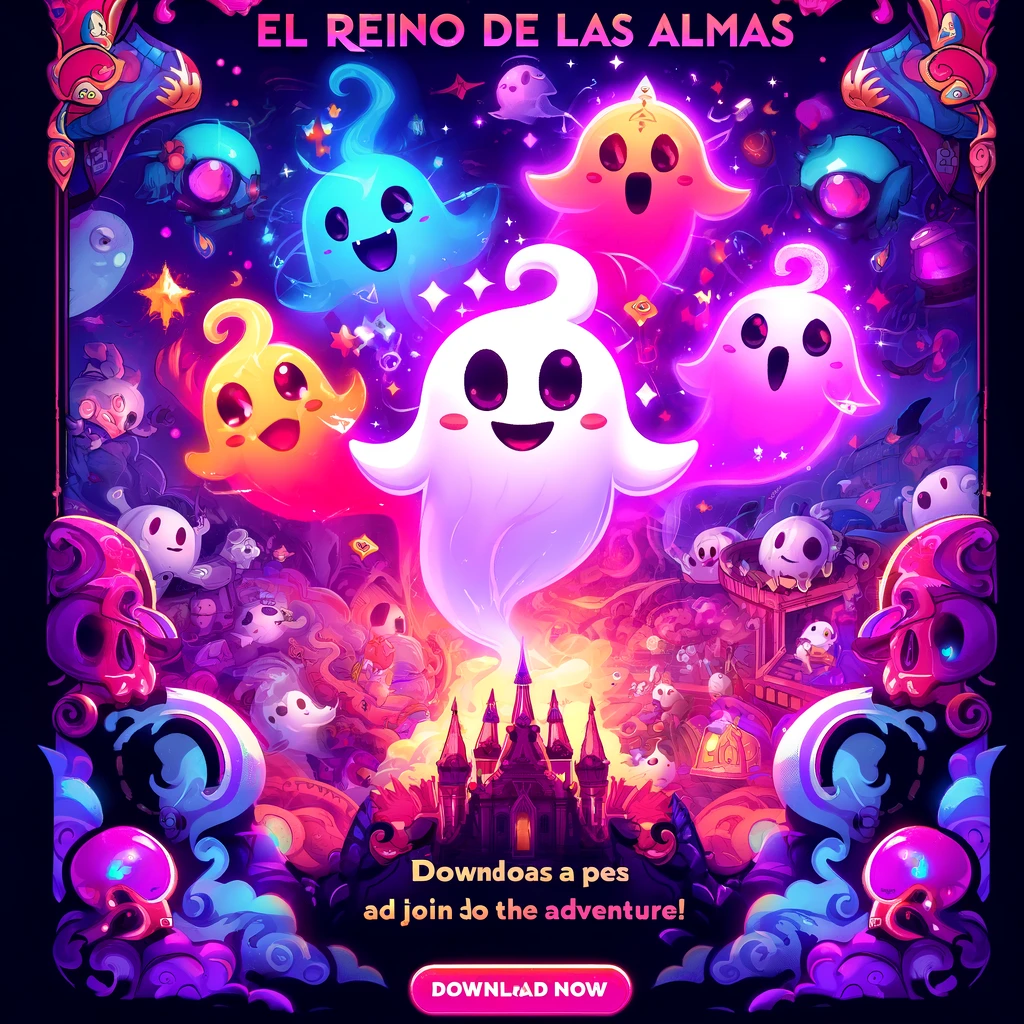 EL REINO DE LAS ALMAS
Downdoas a pes
ad join do the adventure!
DOWNLAD NOW